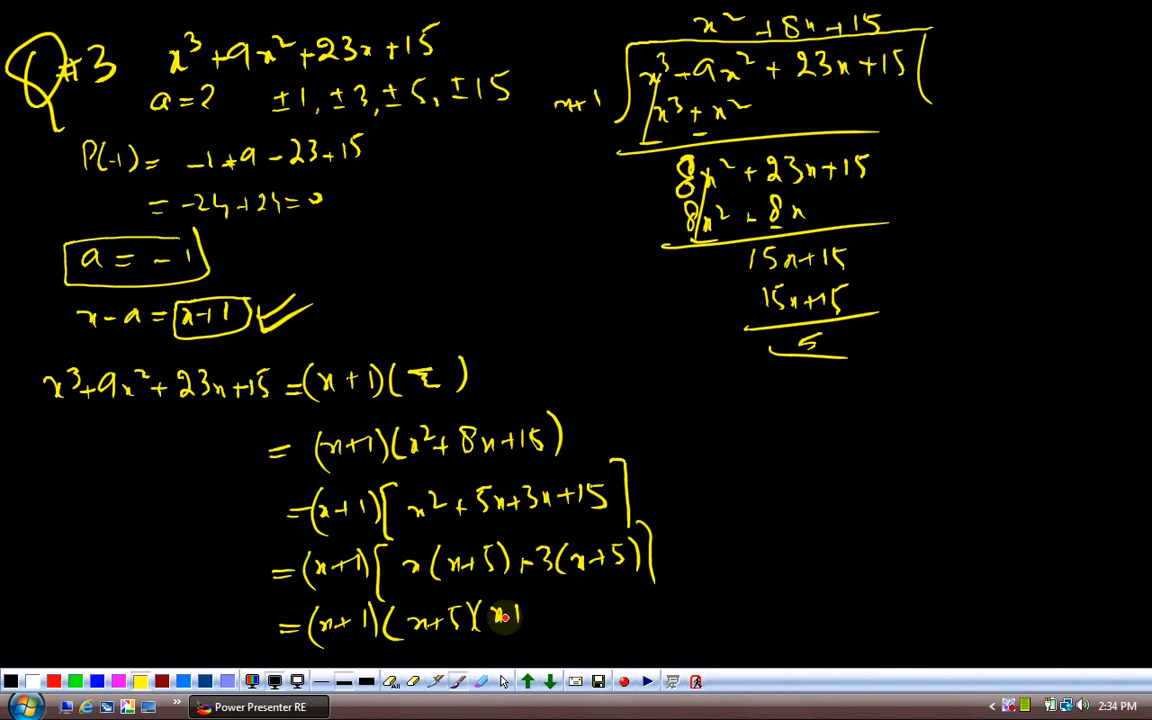 Q#3 x³+9x²+23x+15
a=? ±1, ±3, ±5, ±15
P(-1) = -1+9-23+15
= -24+24=0
a = -1
x-a = x+1
x²+8x+15
x+1 x³+9x²+23x+15
x³+x²
8x²+23x+15
8x²+8x
15x+15
15x+15
x³+9x²+23x+15 =(x+1)( )
= (x+1)(x²+8x+15)
=(x+1)[x²+5x+3x+15]
=(x+1)[x(x+5)+3(x+5)]
=(x+1)(x+5)(x
Power Presenter RE
2:34 PM